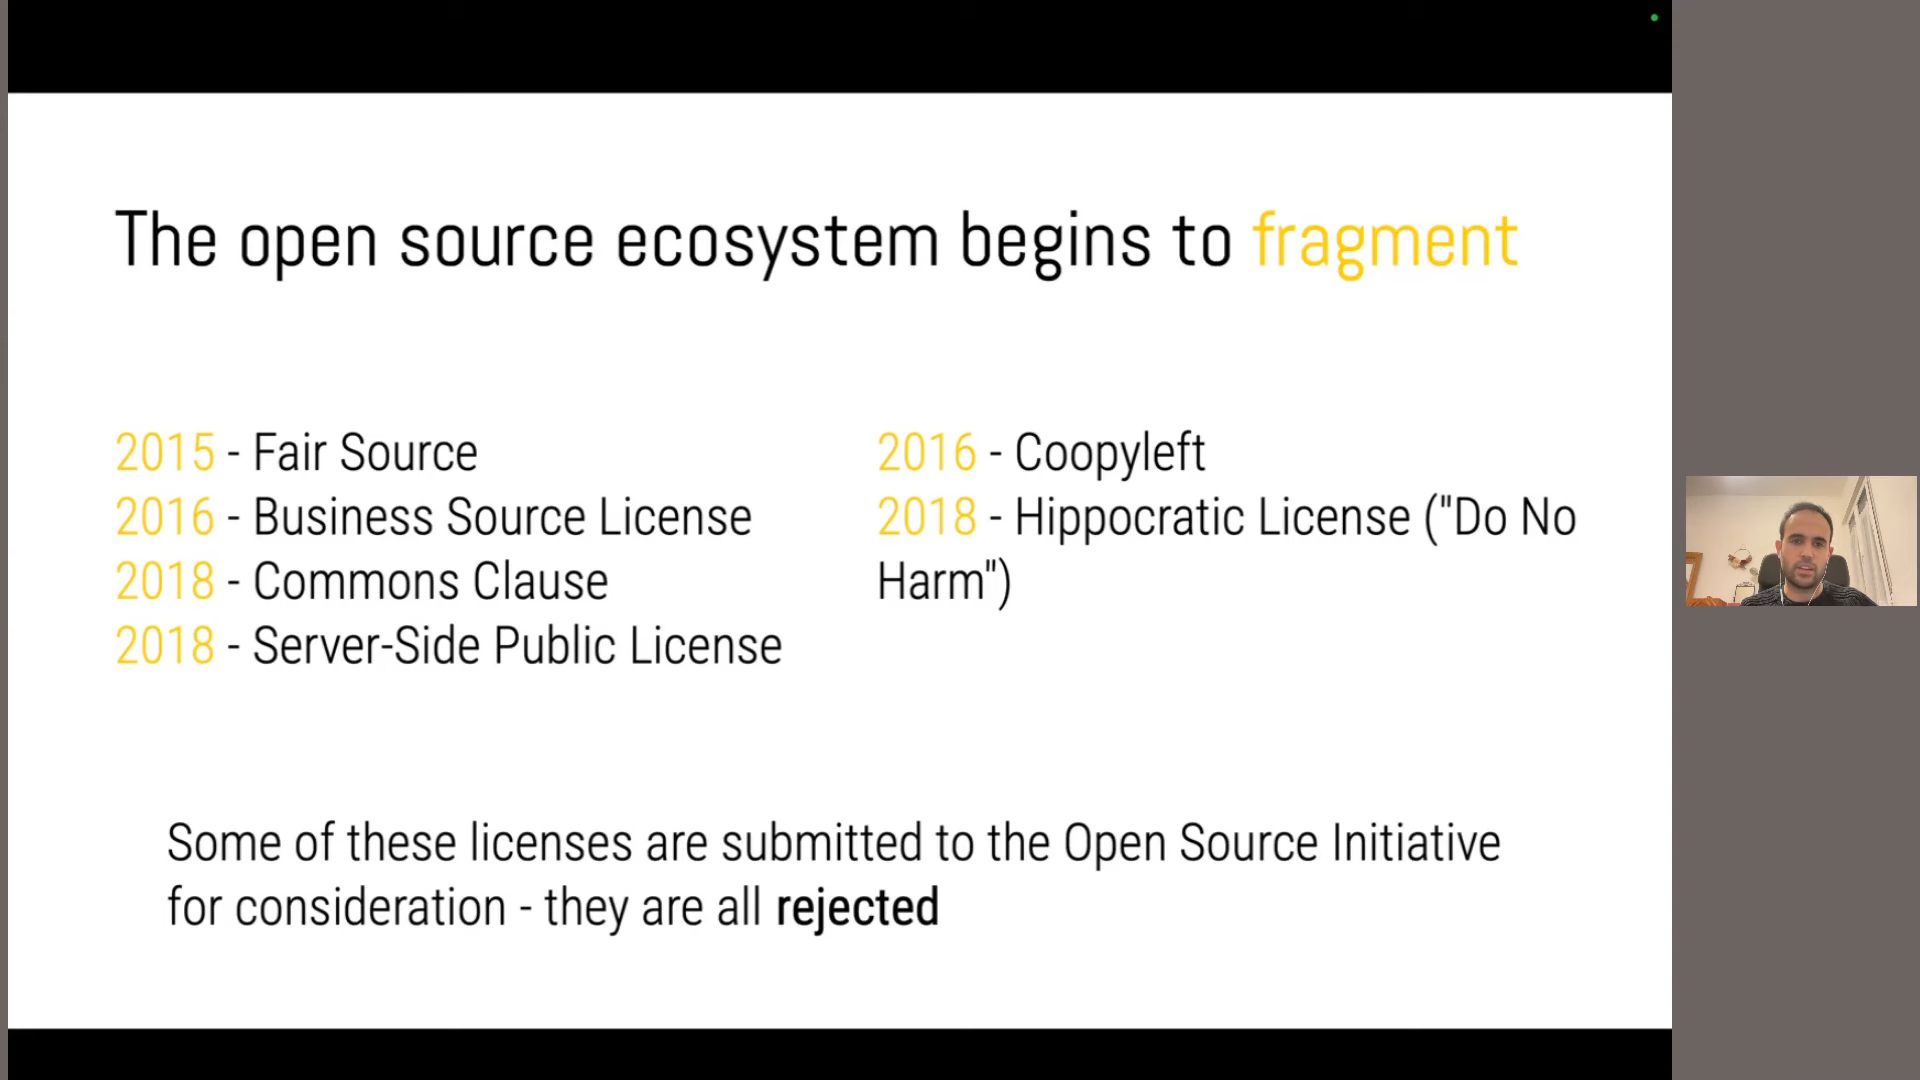 The open source ecosystem begins to fragment
2015 - Fair Source
2016 - Business Source License
2018 - Commons Clause
2018 - Server-Side Public License
2016 - Coopyleft
2018 - Hippocratic License ("Do No
Harm")
Some of these licenses are submitted to the Open Source Initiative
for consideration - they are all rejected